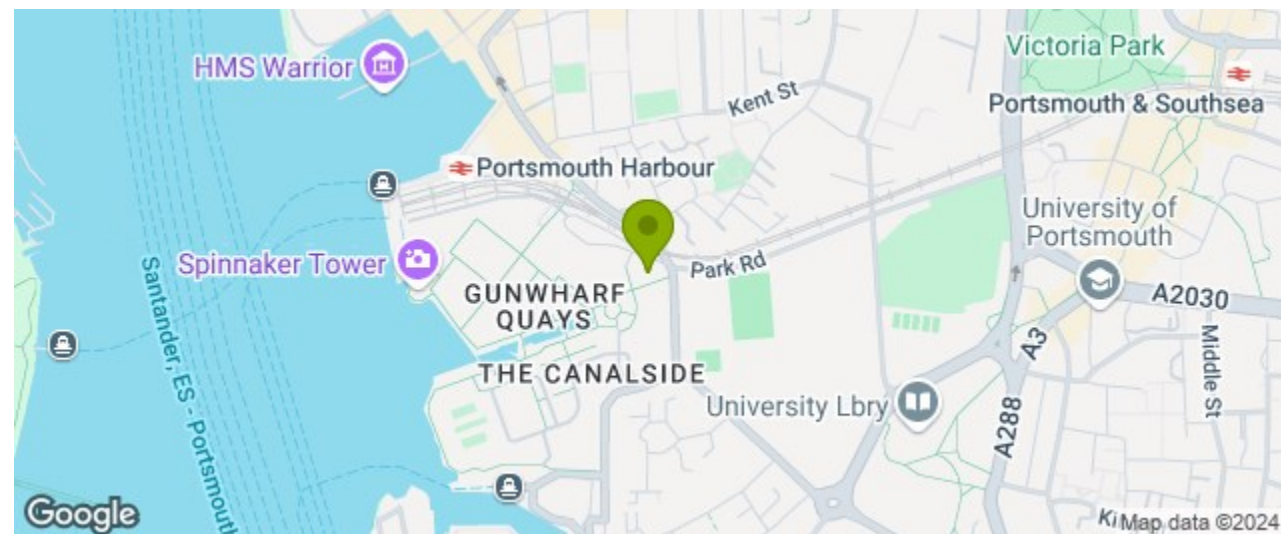 Victoria Park
HMS Warrior
Portsmouth & Southsea
Kent St
Portsmouth Harbour
University of
Portsmouth
Spinnaker Tower
Park Rd
GUNWHARF
QUAYS
A2030
A3
Middle St
THE CANALSIDE
University Lbry
A288
Santander, ES - Portsmouth
Google
Map data ©2024